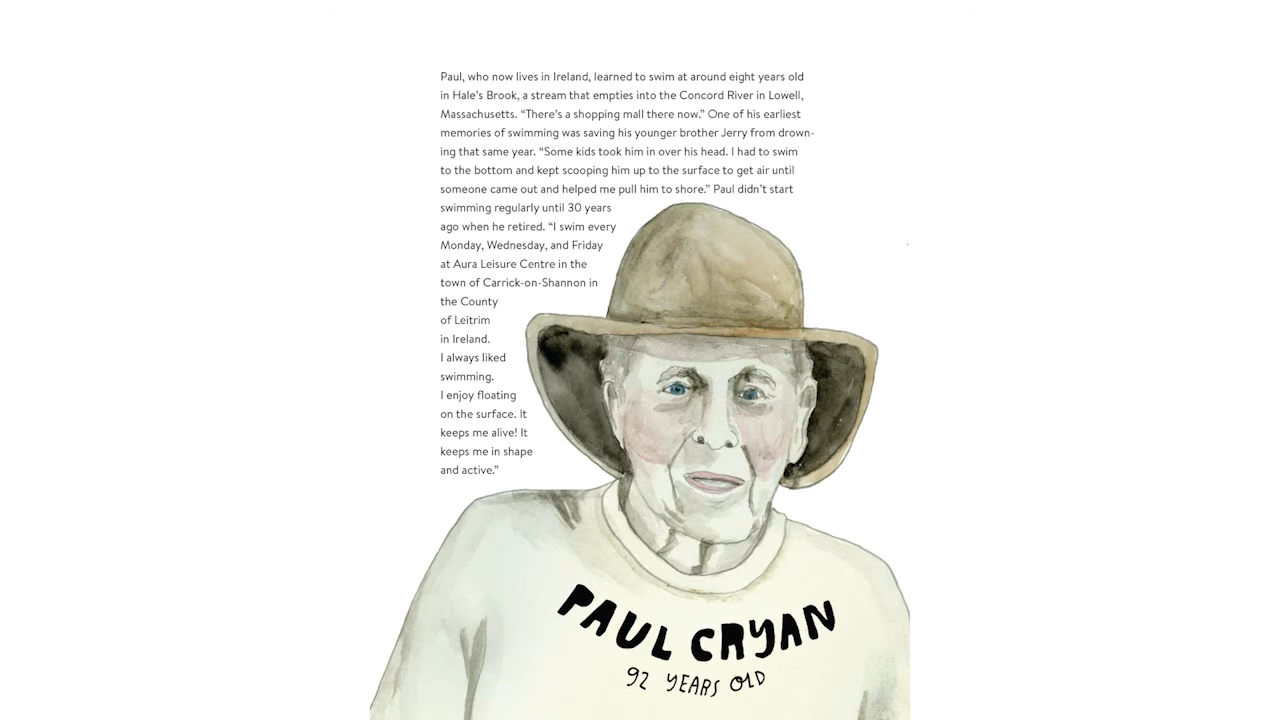 Paul, who now lives in Ireland, learned to swim at around eight years old
in Hale's Brook, a stream that empties into the Concord River in Lowell,
Massachusetts. “There's a shopping mall there now.” One of his earliest
memories of swimming was saving his younger brother Jerry from drown-
ing that same year. “Some kids took him in over his head. I had to swim
to the bottom and kept scooping him up to the surface to get air until
someone came out and helped me pull him to shore.” Paul didn't start
swimming regularly until 30 years
ago when he retired. “I swim every
Monday, Wednesday, and Friday
at Aura Leisure Centre in the
town of Carrick-on-Shannon in
the County
of Leitrim
in Ireland.
I always liked
swimming.
I enjoy floating
on the surface. It
keeps me alive! It
keeps me in shape
and active.”
PAUL CRYAN
92 YEARS OLD